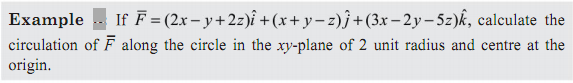 Example .. If F̄ = (2x − y + 2z)î + (x + y − z)ĵ + (3x − 2y − 5z)k̂, calculate the
circulation of F̄ along the circle in the xy-plane of 2 unit radius and centre at the
origin.